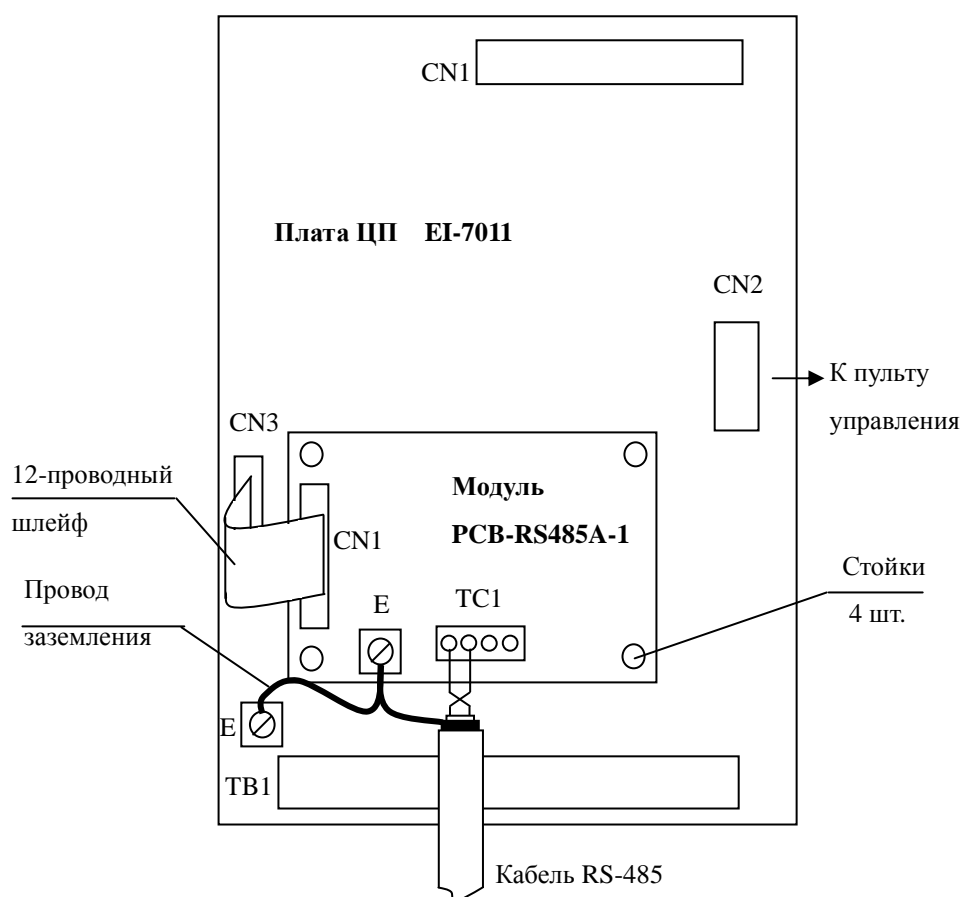 CN1
Плата ЦП EI-7011
CN2
К пульту
управления
CN3
12-проводный
шлейф
Модуль
PCB-RS485A-1
CN1
Провод
заземления
E
TC1
Стойки
4 шт.
E
TB1
Кабель RS-485